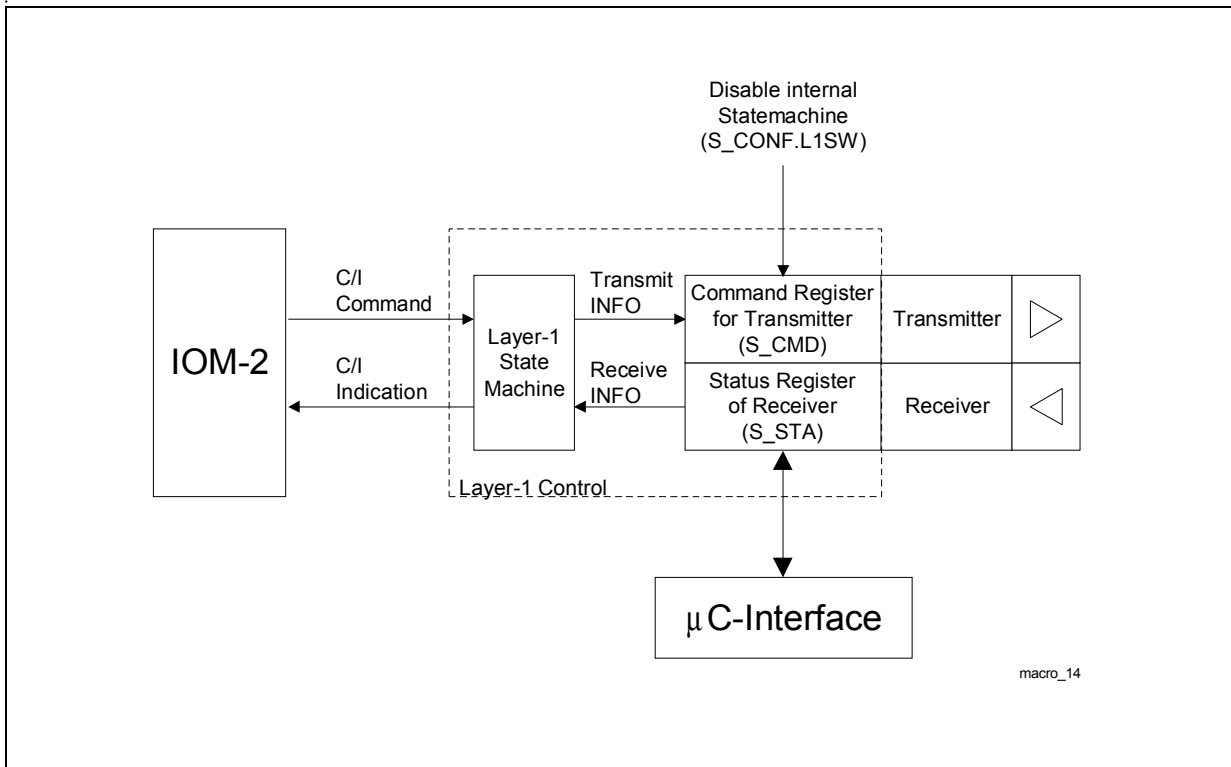 Disable internal
Statemachine
(S_CONF.L1SW)
IOM-2
C/I
Command
C/I
Indication
Layer-1
State
Machine
Transmit
INFO
Receive
INFO
Command Register
for Transmitter
(S_CMD)
Transmitter
Status Register
of Receiver
(S_STA)
Receiver
Layer-1 Control
μC-Interface
macro_14